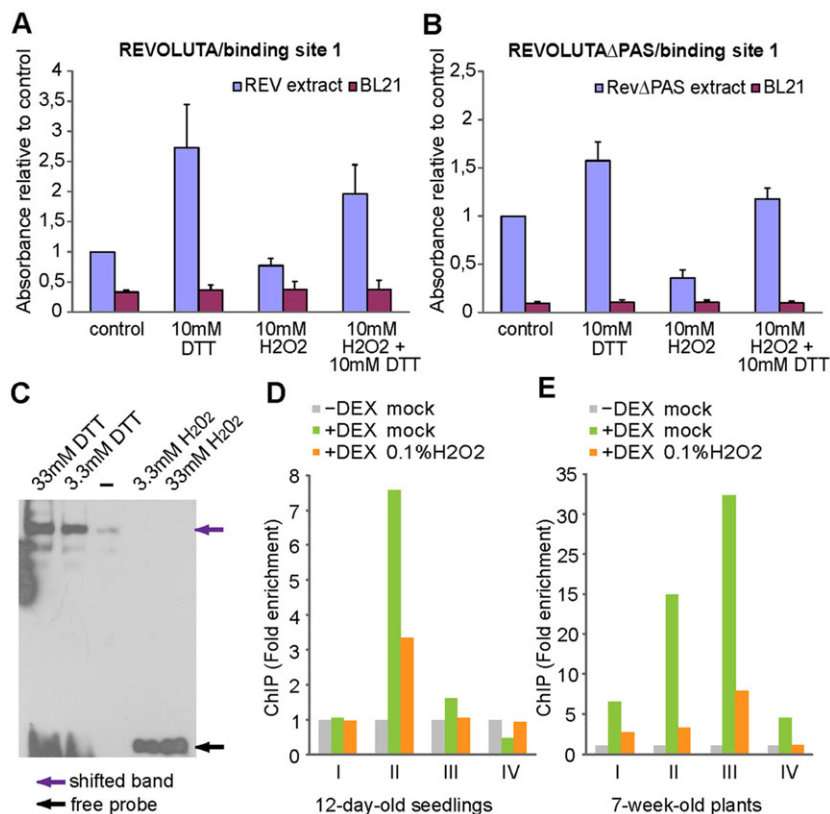 A
REVOLUTA/binding site 1
Absorbance relative to control
4
3,5
3
2,5
2
1,5
1
0,5
0
REV extract BL21
control
10mM DTT
10mM H2O2
10mM H2O2 + 10mM DTT
B
REVOLUTAΔPAS/binding site 1
Absorbance relative to control
2,5
2
1,5
1
0,5
0
RevΔPAS extract BL21
control
10mM DTT
10mM H2O2
10mM H2O2 + 10mM DTT
C
33mM DTT
3.3mM DTT
–
3.3mM H2O2
33mM H2O2
shifted band
free probe
D
–DEX mock
+DEX mock
+DEX 0.1%H2O2
ChIP (Fold enrichment)
8
7
6
5
4
3
2
1
0
I II III IV
12-day-old seedlings
E
–DEX mock
+DEX mock
+DEX 0.1%H2O2
ChIP (Fold enrichment)
35
30
25
15
20
10
5
0
I II III IV
7-week-old plants